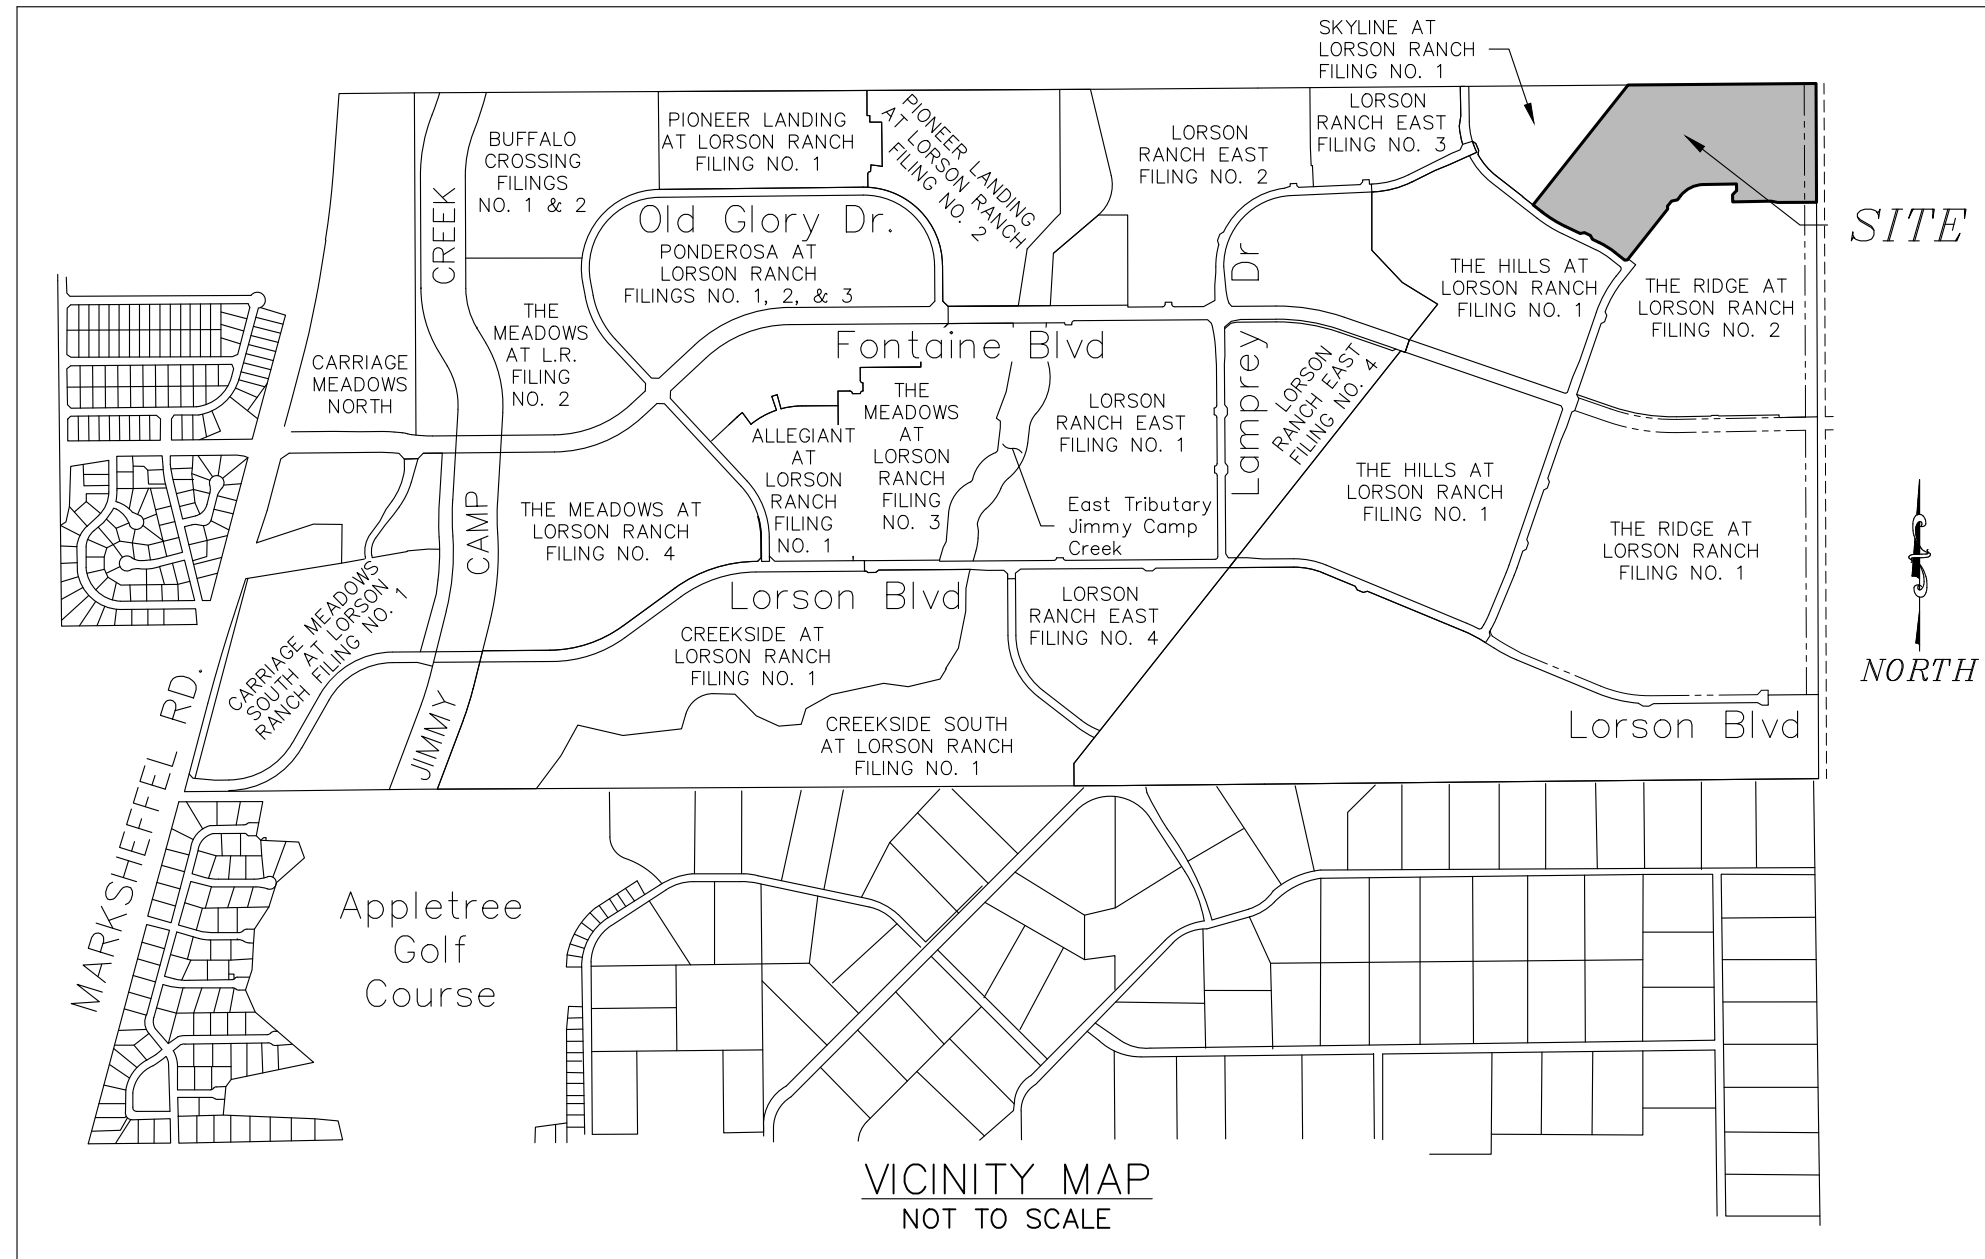 SKYLINE AT
LORSON RANCH
FILING NO. 1
LORSON
RANCH EAST
FILING NO. 3
PIONEER LANDING
AT LORSON RANCH
FILING NO. 1
PIONEER LANDING
AT LORSON RANCH
FILING NO. 2
LORSON
RANCH EAST
FILING NO. 2
BUFFALO
CROSSING
FILINGS
NO. 1 & 2
Old Glory Dr.
PONDEROSA AT
LORSON RANCH
FILINGS NO. 1, 2, & 3
SITE
THE HILLS AT
LORSON RANCH
FILING NO. 1
THE RIDGE AT
LORSON RANCH
FILING NO. 2
THE
MEADOWS
AT L.R.
FILING
NO. 2
CARRIAGE
MEADOWS
NORTH
Fontaine Blvd
Lamprey Dr
LORSON
RANCH EAST
FILING NO. 4
THE
MEADOWS
AT
LORSON
RANCH
FILING
NO. 3
LORSON
RANCH EAST
FILING NO. 1
ALLEGIANT
AT
LORSON
RANCH
FILING
NO. 1
THE HILLS AT
LORSON RANCH
FILING NO. 1
THE MEADOWS AT
LORSON RANCH
FILING NO. 4
East Tributary
Jimmy Camp
Creek
THE RIDGE AT
LORSON RANCH
FILING NO. 1
JIMMY CAMP CREEK
CARRIAGE MEADOWS
SOUTH AT LORSON
RANCH FILING NO. 1
Lorson Blvd
LORSON
RANCH EAST
FILING NO. 4
CREEKSIDE AT
LORSON RANCH
FILING NO. 1
NORTH
CREEKSIDE SOUTH
AT LORSON RANCH
FILING NO. 1
Lorson Blvd
MARKSHEFFEL RD.
Appletree
Golf
Course
VICINITY MAP
NOT TO SCALE